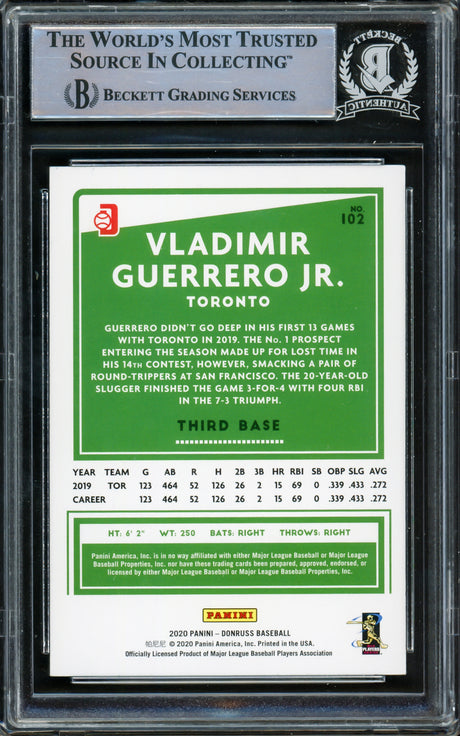 THE WORLD'S MOST TRUSTED
SOURCE IN COLLECTING™
B BECKETT GRADING SERVICES
BECKETT
AUTHENTIC
NO.
102
VLADIMIR
GUERRERO JR.
TORONTO
GUERRERO DIDN'T GO DEEP IN HIS FIRST 13 GAMES
WITH TORONTO IN 2019. THE No. 1 PROSPECT
ENTERING THE SEASON MADE UP FOR LOST TIME IN
HIS 14TH CONTEST, HOWEVER, SMACKING A PAIR OF
ROUND-TRIPPERS AT SAN FRANCISCO. THE 20-YEAR-OLD
SLUGGER FINISHED THE GAME 3-FOR-4 WITH FOUR RBI
IN THE 7-3 TRIUMPH.
THIRD BASE
YEAR TEAM G AB R H 2B 3B HR RBI SB OBP SLG AVG
2019 TOR 123 464 52 126 26 2 15 69 0 .339 .433 .272
CAREER 123 464 52 126 26 2 15 69 0 .339 .433 .272
HT: 6' 2" WT: 250 BATS: RIGHT THROWS: RIGHT
Panini America, Inc. is in no way affiliated with either Major League Baseball or Major League
Baseball Properties, Inc. nor have these trading cards been prepared, approved, endorsed, or
licensed by either Major League Baseball or Major League Baseball Properties, Inc.
PANINI
2020 PANINI – DONRUSS BASEBALL
帕尼尼 © 2020 Panini America, Inc. Printed in the USA.
Officially Licensed Product of Major League Baseball Players Association
PLAYERS